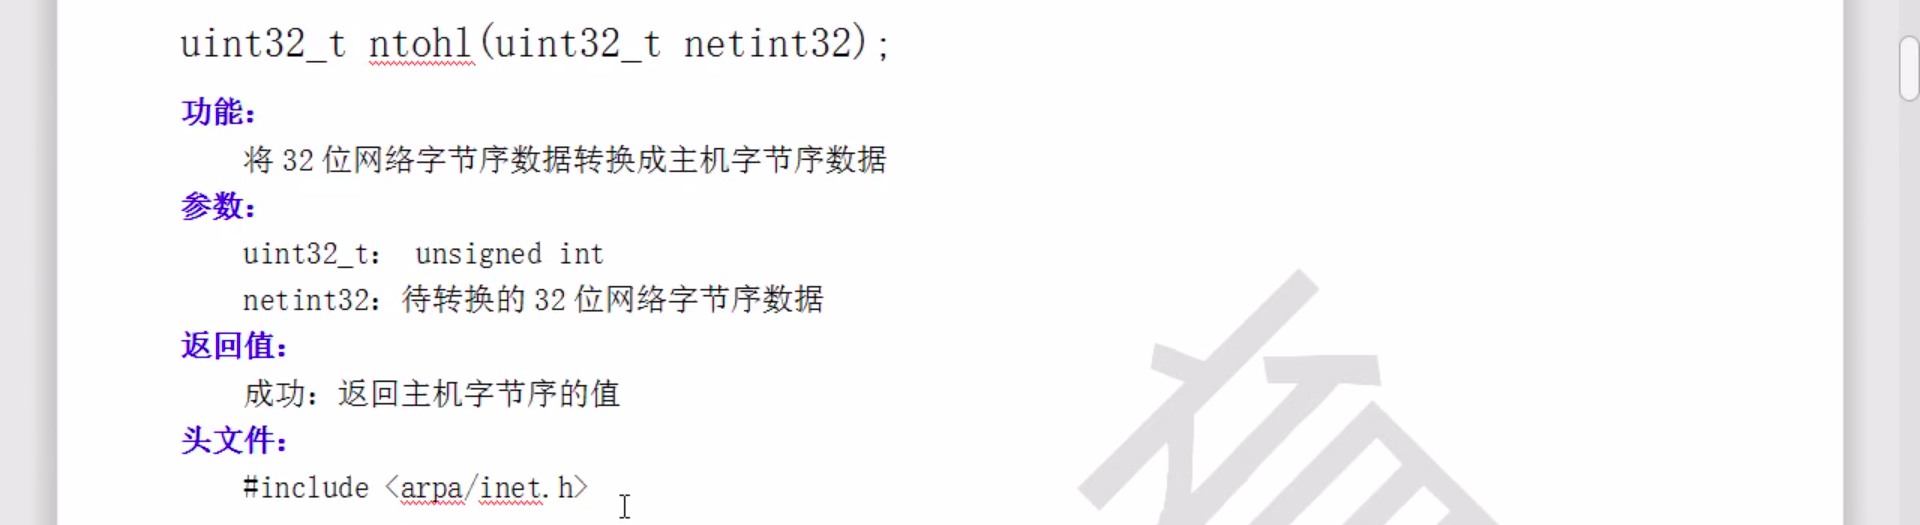 uint32_t ntohl(uint32_t netint32);
功能：
将 32 位网络字节序数据转换成主机字节序数据
参数：
uint32_t： unsigned int
netint32：待转换的 32 位网络字节序数据
返回值：
成功：返回主机字节序的值
头文件：
#include <arpa/inet.h>